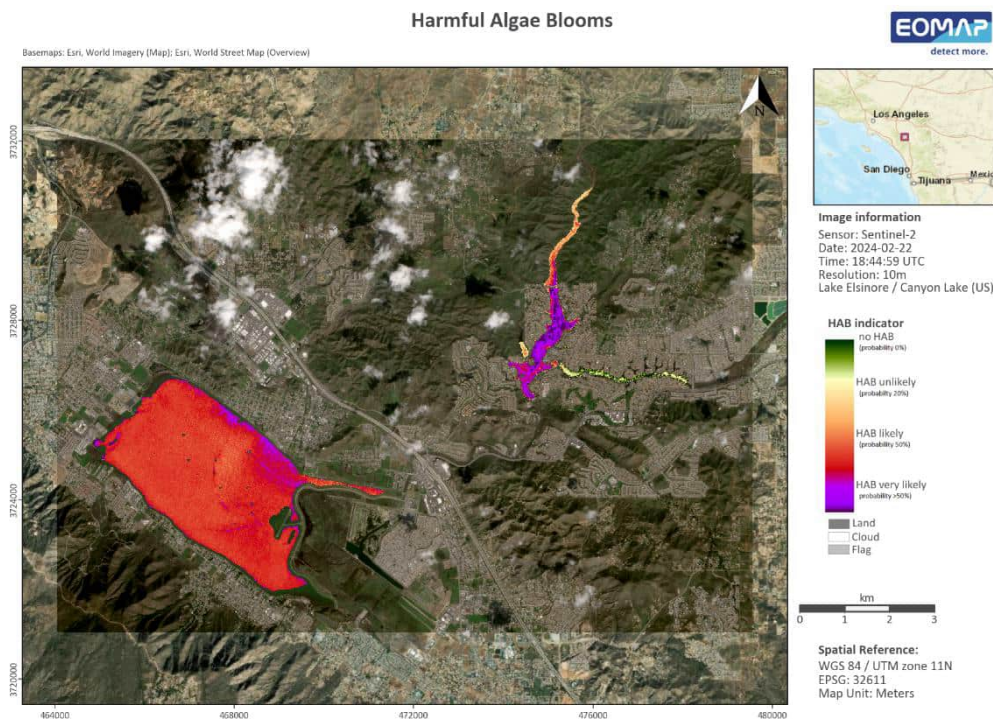 Harmful Algae Blooms
EOMAP
detect more.
Basemaps: Esri, World Imagery (Map); Esri, World Street Map (Overview)
N
3732000
3728000
3724000
3720000
464000
468000
472000
476000
480000
Los Angeles
San Diego
Tijuana
Mexic
Image information
Sensor: Sentinel-2
Date: 2024-02-22
Time: 18:44:59 UTC
Resolution: 10m
Lake Elsinore / Canyon Lake (US)
HAB indicator
no HAB
(probability 0%)
HAB unlikely
(probablity 20%)
HAB likely
(probability 50%)
HAB very likely
(probability >50%)
Land
Cloud
Flag
km
0 1 2 3
Spatial Reference:
WGS 84 / UTM zone 11N
EPSG: 32611
Map Unit: Meters